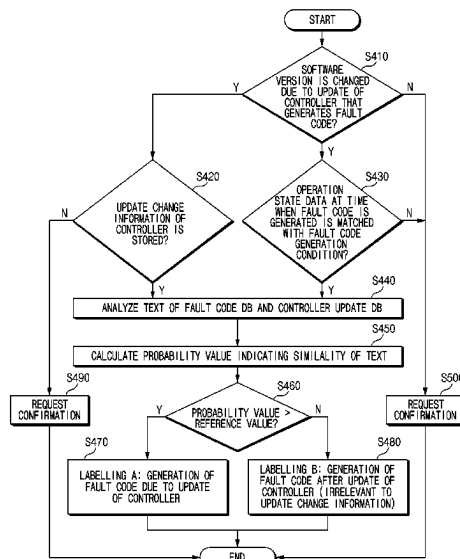 START
S410
SOFTWARE
VERSION IS CHANGED
DUE TO UPDATE OF
CONTROLLER THAT
GENERATES FAULT
CODE?
Y
N
Y
S420
UPDATE CHANGE
INFORMATION OF
CONTROLLER IS
STORED?
N
Y
S430
OPERATION
STATE DATA AT TIME
WHEN FAULT CODE IS
GENERATED IS MATCHED
WITH FAULT CODE
GENERATION
CONDITION?
N
Y
S440
ANALYZE TEXT OF FAULT CODE DB AND CONTROLLER UPDATE DB
S450
CALCULATE PROBABILITY VALUE INDICATING SIMILALITY OF TEXT
S490
REQUEST
CONFIRMATION
S460
PROBABILITY VALUE >
REFERENCE VALUE?
Y
N
S500
REQUEST
CONFIRMATION
S470
LABELLING A: GENERATION OF
FAULT CODE DUE TO UPDATE
OF CONTROLLER
S480
LABELLING B: GENERATION OF
FAULT CODE AFTER UPDATE OF
CONTROLLER (IRRELEVANT TO
UPDATE CHANGE INFORMATION)
END